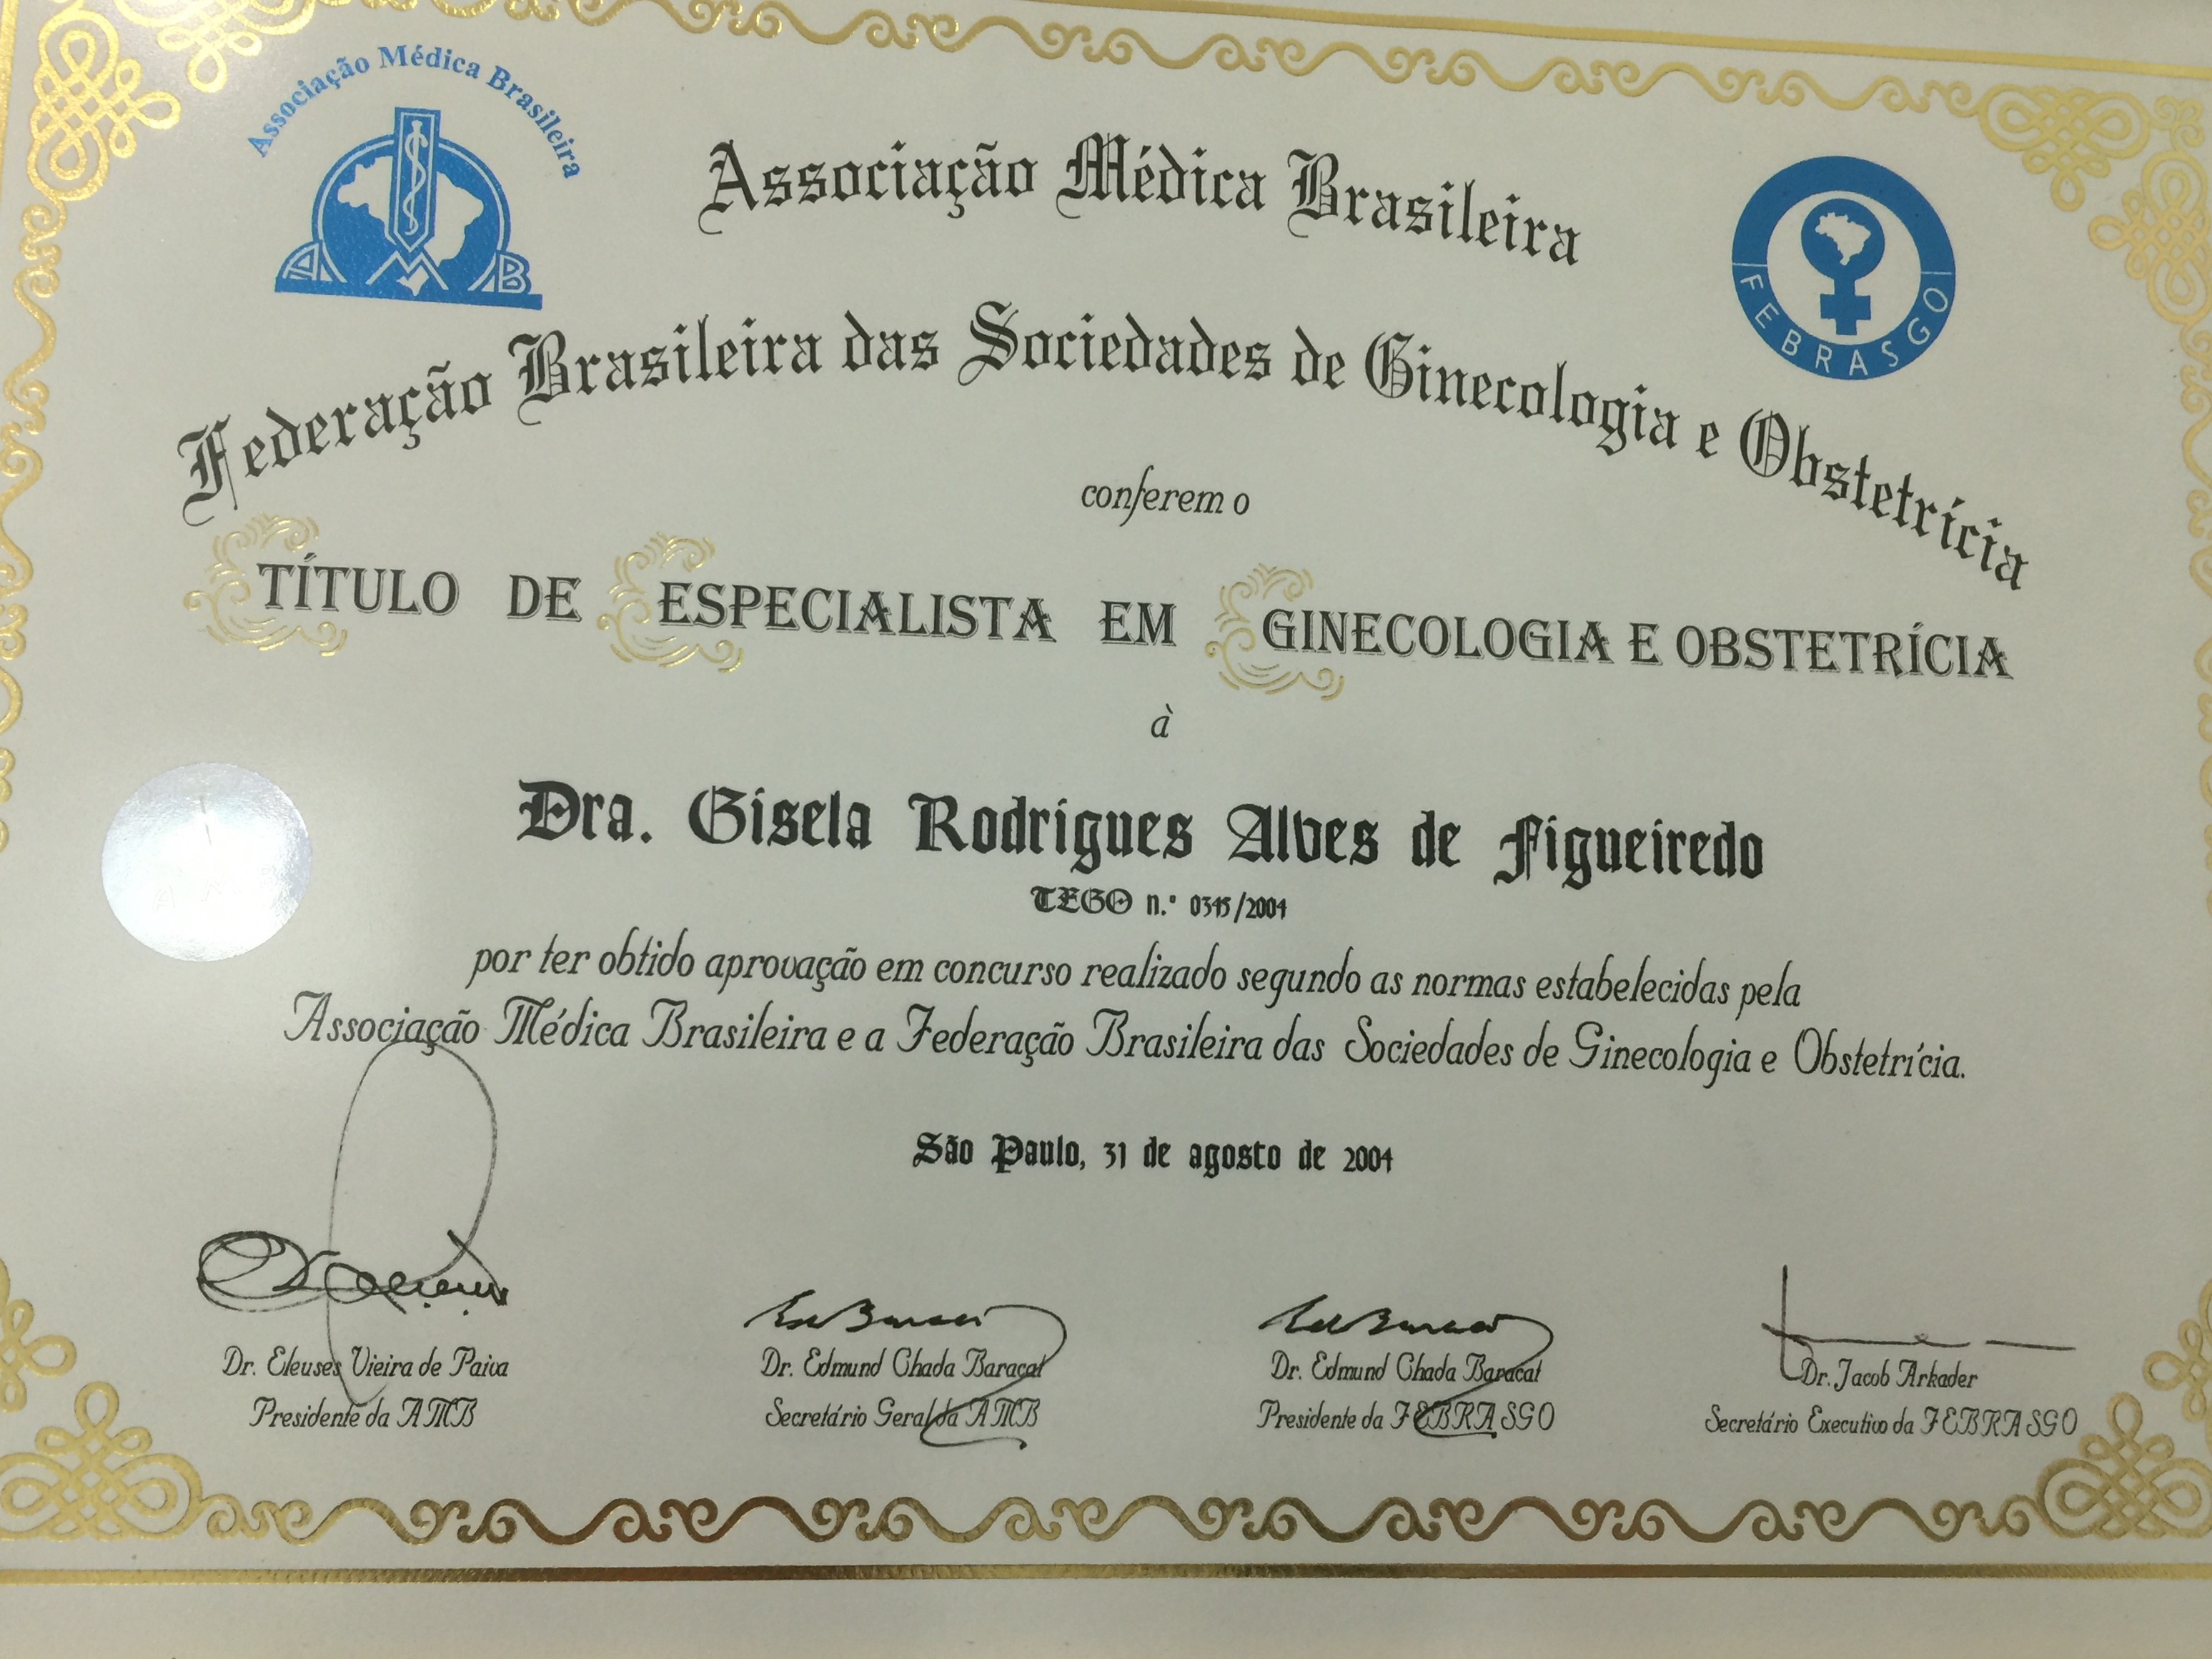 Associação Médica Brasileira
AMB
Associação Médica Brasileira
FEBRASGO
Federação Brasileira das Sociedades de Ginecologia e Obstetrícia
conferem o
TÍTULO DE ESPECIALISTA EM GINECOLOGIA E OBSTETRÍCIA
à
Dra. Gisela Rodrigues Alves de Figueiredo
TEGO n.º 0345/2004
por ter obtido aprovação em concurso realizado segundo as normas estabelecidas pela
Associação Médica Brasileira e a Federação Brasileira das Sociedades de Ginecologia e Obstetrícia.
São Paulo, 31 de agosto de 2004
Dr. Eleuses Vieira de Paiva
Presidente da AMB
Dr. Edmund Chada Baracat
Secretário Geral da AMB
Dr. Edmund Chada Baracat
Presidente da FEBRASGO
Dr. Jacob Arkader
Secretário Executivo da FEBRASGO